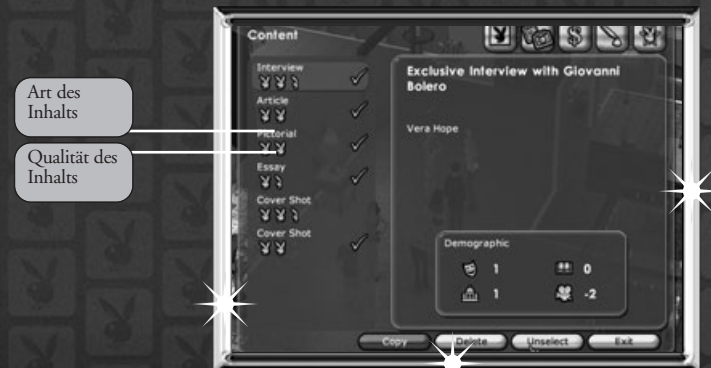 Content
Interview
Article
Pictorial
Essay
Cover Shot
Cover Shot
Exclusive Interview with Giovanni
Bolero
Vera Hope
Demographic
1
0
1
-2
Copy
Delete
Unselect
Exit
Art des
Inhalts
Qualität des
Inhalts